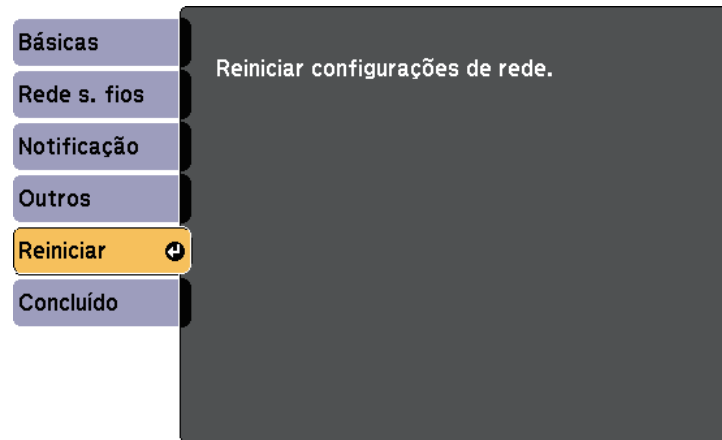 Básicas
Reiniciar configurações de rede.
Rede s. fios
Notificação
Outros
Reiniciar
Concluído